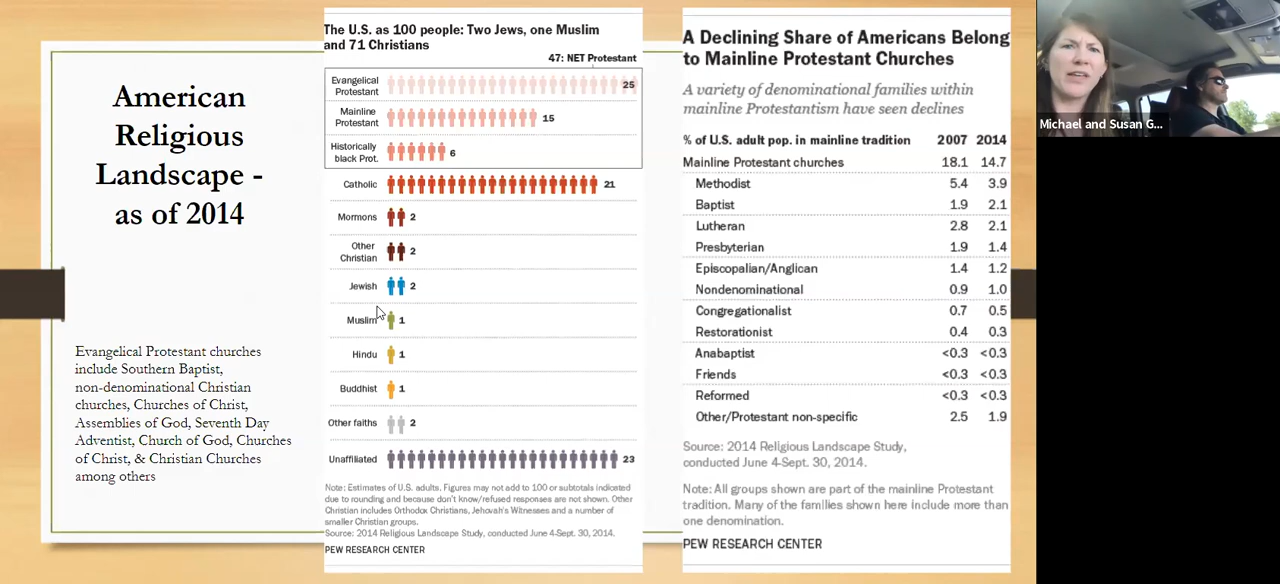 American
Religious
Landscape -
as of 2014
Evangelical Protestant churches
include Southern Baptist,
non-denominational Christian
churches, Churches of Christ,
Assemblies of God, Seventh Day
Adventist, Church of God, Churches
of Christ, & Christian Churches
among others
The U.S. as 100 people: Two Jews, one Muslim
and 71 Christians
47: NET Protestant
Evangelical
Protestant
25
Mainline
Protestant
15
Historically
black Prot.
6
Catholic 21
Mormons 2
Other
Christian
2
Jewish 2
Muslim 1
Hindu 1
Buddhist 1
Other faiths 2
Unaffiliated 23
Note: Estimates of U.S. adults. Figures may not add to 100 or subtotals indicated
due to rounding and because don't know/refused responses are not shown. Other
Christian includes Orthodox Christians, Jehovah's Witnesses and a number of
smaller Christian groups.
Source: 2014 Religious Landscape Study, conducted June 4-Sept. 30, 2014.
PEW RESEARCH CENTER
A Declining Share of Americans Belong
to Mainline Protestant Churches
A variety of denominational families within
mainline Protestantism have seen declines
% of U.S. adult pop. in mainline tradition 2007 2014
Mainline Protestant churches 18.1 14.7
Methodist 5.4 3.9
Baptist 1.9 2.1
Lutheran 2.8 2.1
Presbyterian 1.9 1.4
Episcopalian/Anglican 1.4 1.2
Nondenominational 0.9 1.0
Congregationalist 0.7 0.5
Restorationist 0.4 0.3
Anabaptist <0.3 <0.3
Friends <0.3 <0.3
Reformed <0.3 <0.3
Other/Protestant non-specific 2.5 1.9
Source: 2014 Religious Landscape Study,
conducted June 4-Sept. 30, 2014.
Note: All groups shown are part of the mainline Protestant
tradition. Many of the families shown here include more than
one denomination.
PEW RESEARCH CENTER
Michael and Susan G...